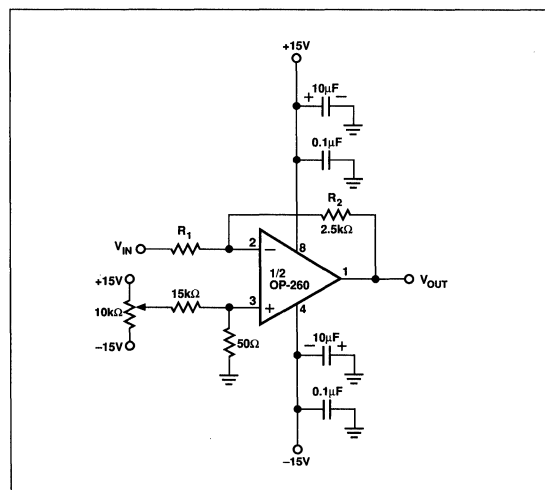 +15V
+ 10µF −
0.1µF
R2
2.5kΩ
R1
VIN
2
−
8
1/2
OP-260
1
VOUT
+15V
15kΩ
3
+
4
10kΩ
−15V
50Ω
− 10µF +
0.1µF
−15V